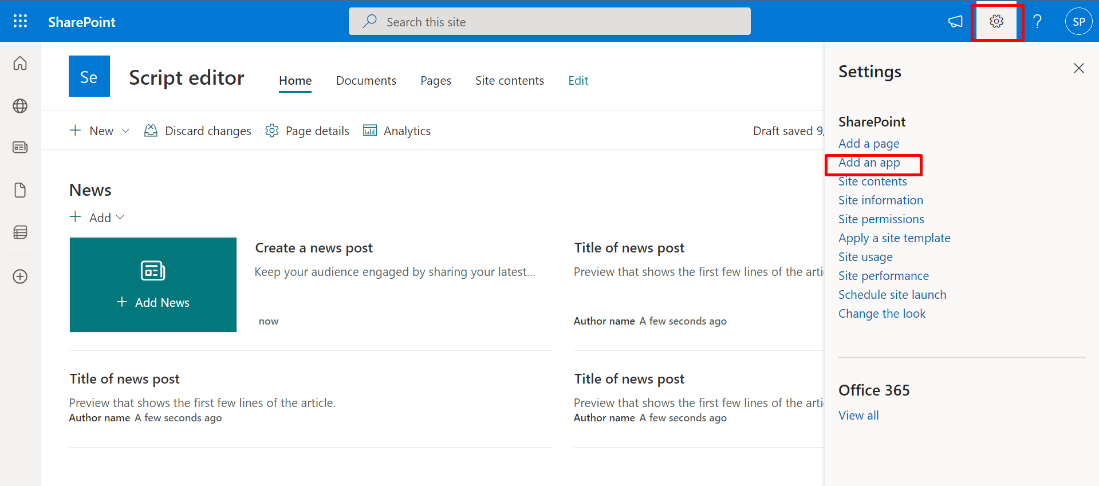 SharePoint
Search this site
?
SP
Se
Script editor
Home
Documents
Pages
Site contents
Edit
+ New
Discard changes
Page details
Analytics
Draft saved 9,
News
+ Add
+ Add News
Create a news post
Keep your audience engaged by sharing your latest...
now
Title of news post
Preview that shows the first few lines of the article
Author name A few seconds ago
Title of news post
Preview that shows the first few lines of the article.
Author name A few seconds ago
Title of news post
Preview that shows the first few lines of the article
Author name A few seconds ago
Settings
SharePoint
Add a page
Add an app
Site contents
Site information
Site permissions
Apply a site template
Site usage
Site performance
Schedule site launch
Change the look
Office 365
View all